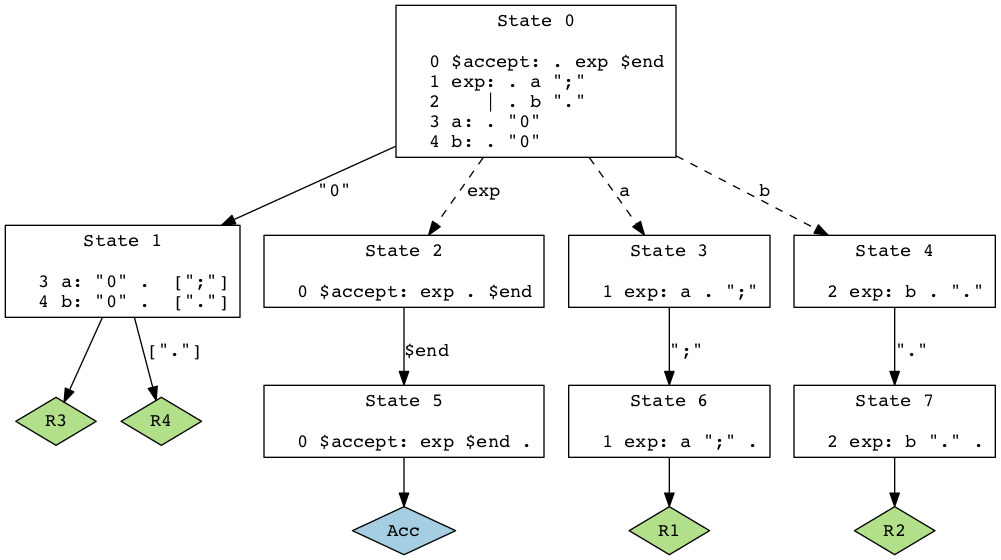 State 0
0 $accept: . exp $end
1 exp: . a ";"
2    | . b "."
3 a: . "0"
4 b: . "0"
"0"
exp
a
b
State 1
3 a: "0" .  [";"]
4 b: "0" .  ["."]
State 2
0 $accept: exp . $end
State 3
1 exp: a . ";"
State 4
2 exp: b . "."
["."]
$end
";"
"."
R3
R4
State 5
0 $accept: exp $end .
State 6
1 exp: a ";" .
State 7
2 exp: b "." .
Acc
R1
R2